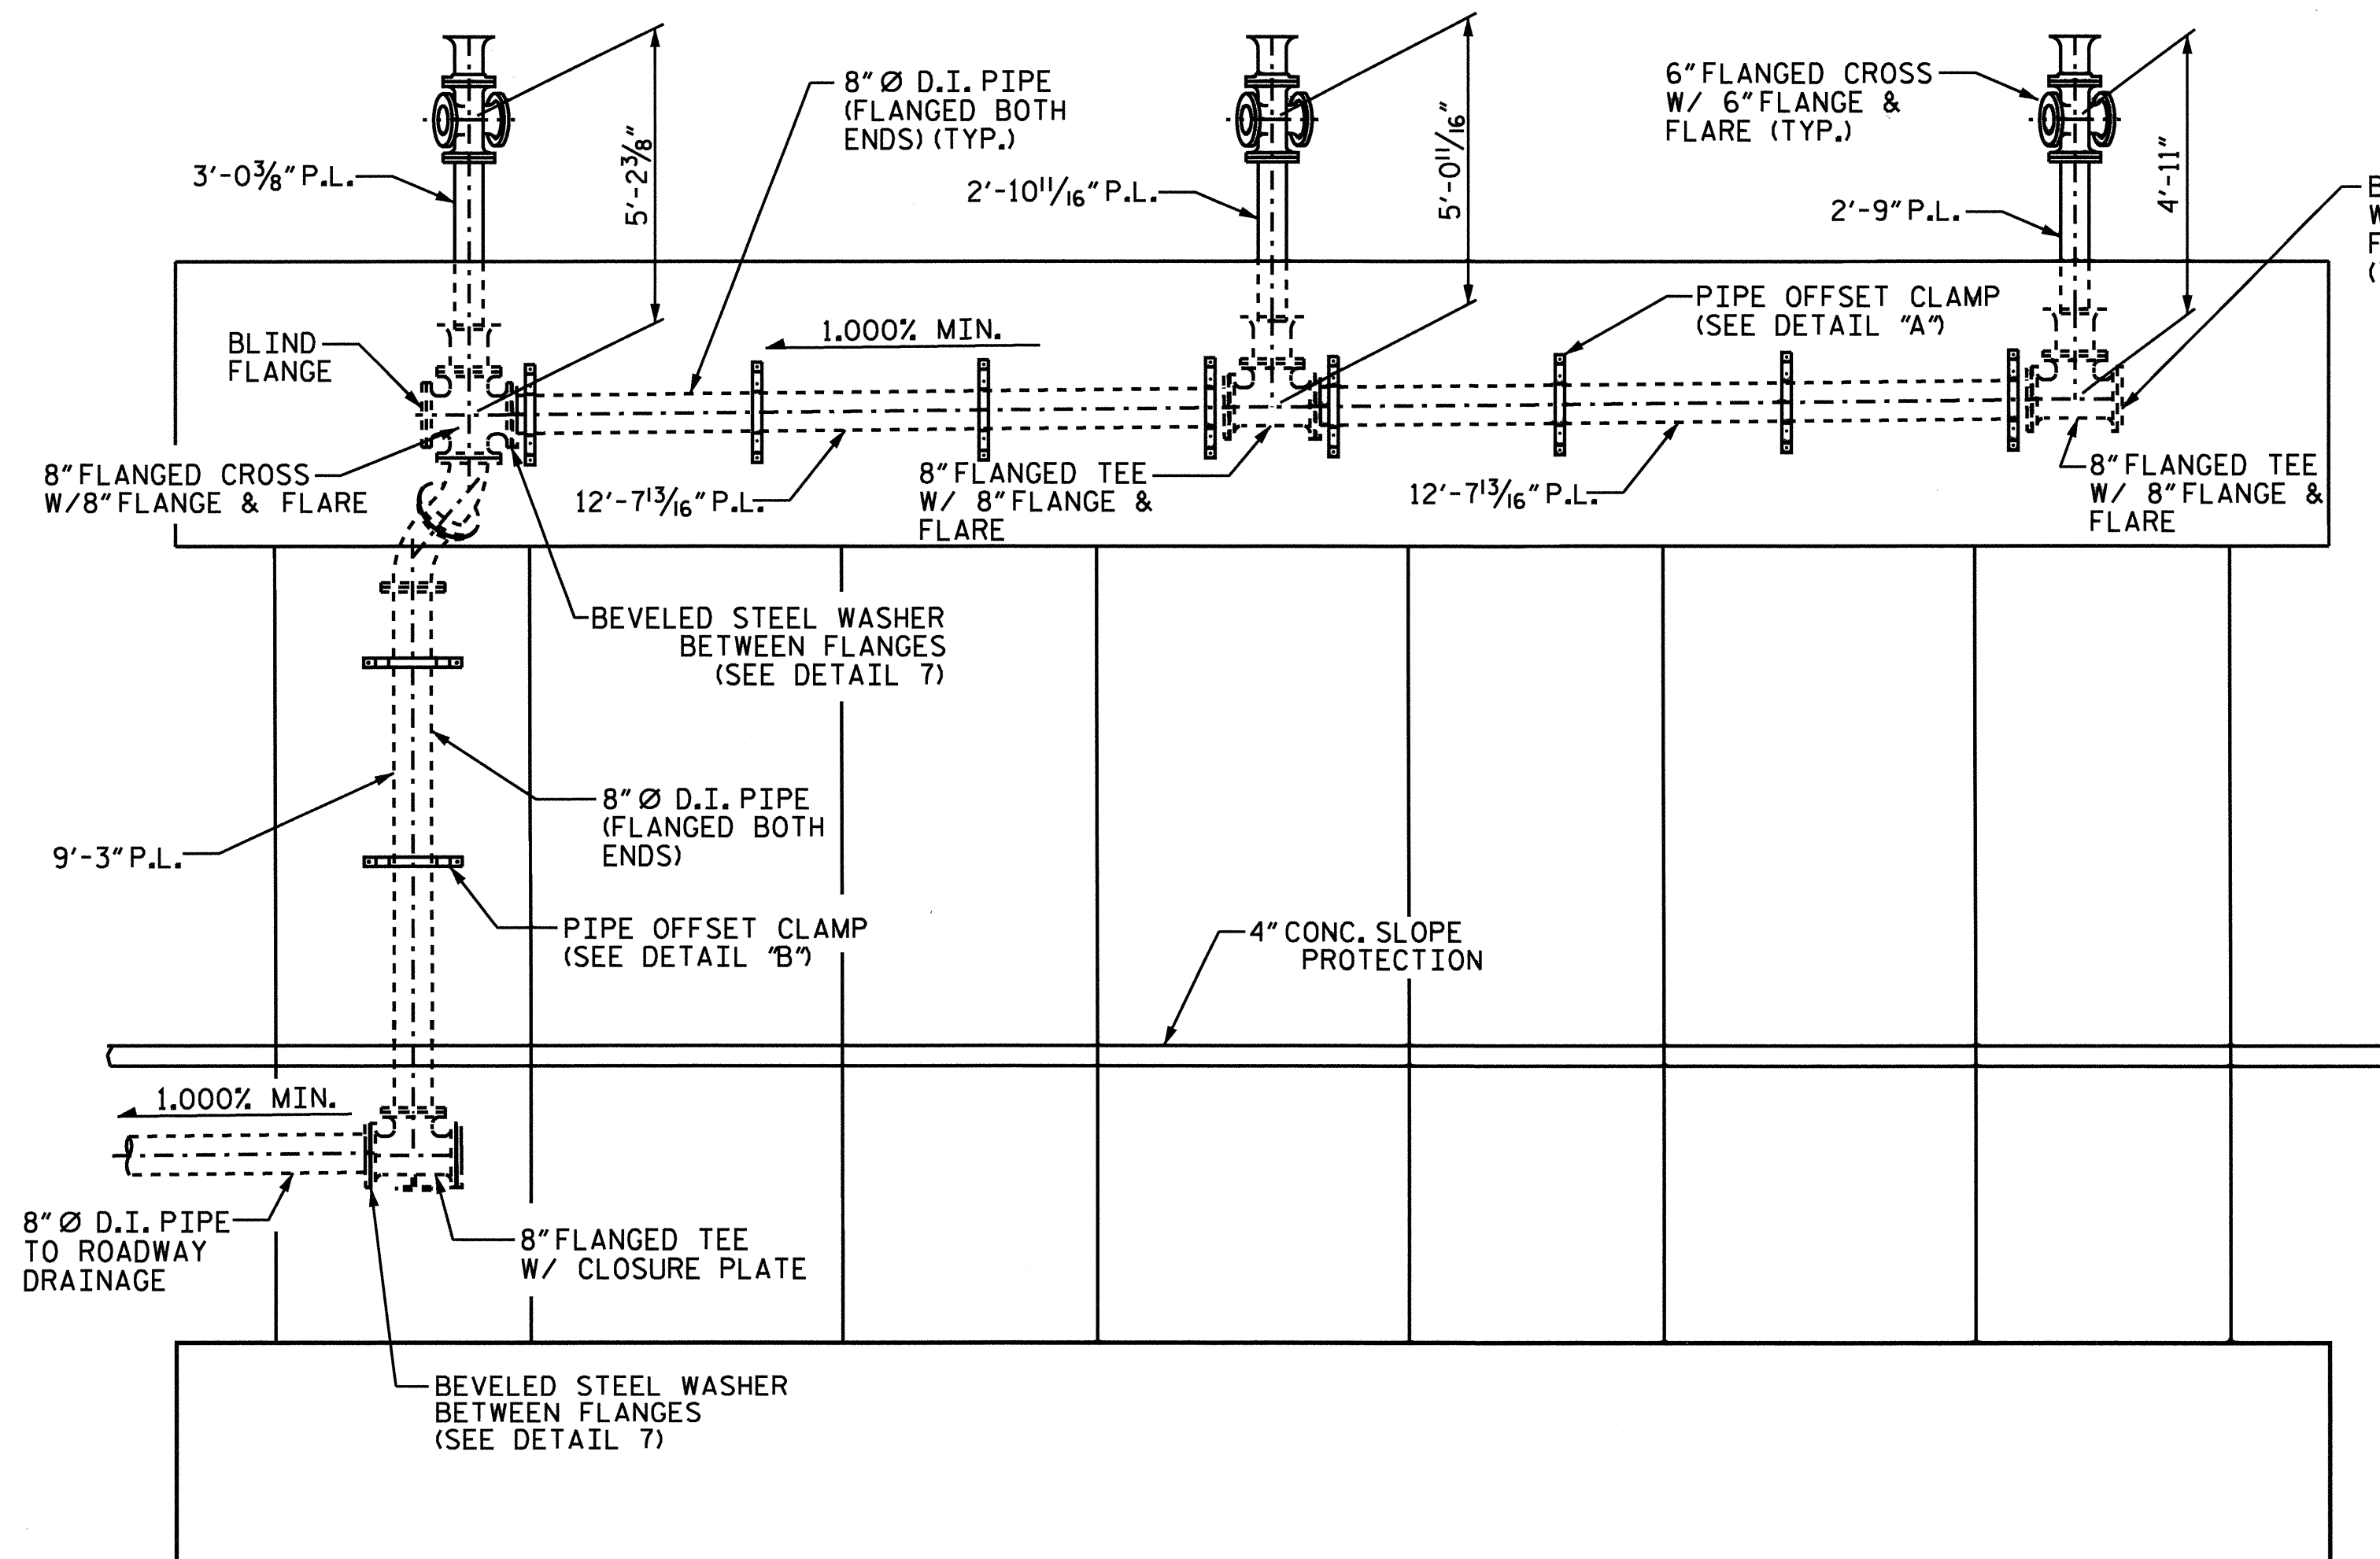 8" Ø D.I. PIPE
(FLANGED BOTH
ENDS) (TYP.)
6" FLANGED CROSS
W/ 6" FLANGE &
FLARE (TYP.)
3'-0 3/8" P.L.
5'-2 3/8"
2'-10 11/16" P.L.
5'-0 11/16"
2'-9" P.L.
4'-11"
BLIND
FLANGE
1.000% MIN.
PIPE OFFSET CLAMP
(SEE DETAIL "A")
8" FLANGED CROSS
W/8" FLANGE & FLARE
12'-7 13/16" P.L.
8" FLANGED TEE
W/ 8" FLANGE &
FLARE
12'-7 13/16" P.L.
8" FLANGED TEE
W/ 8" FLANGE &
FLARE
BEVELED STEEL WASHER
BETWEEN FLANGES
(SEE DETAIL 7)
8" Ø D.I. PIPE
(FLANGED BOTH
ENDS)
9'-3" P.L.
PIPE OFFSET CLAMP
(SEE DETAIL "B")
4" CONC. SLOPE
PROTECTION
1.000% MIN.
8" Ø D.I. PIPE
TO ROADWAY
DRAINAGE
8" FLANGED TEE
W/ CLOSURE PLATE
BEVELED STEEL WASHER
BETWEEN FLANGES
(SEE DETAIL 7)